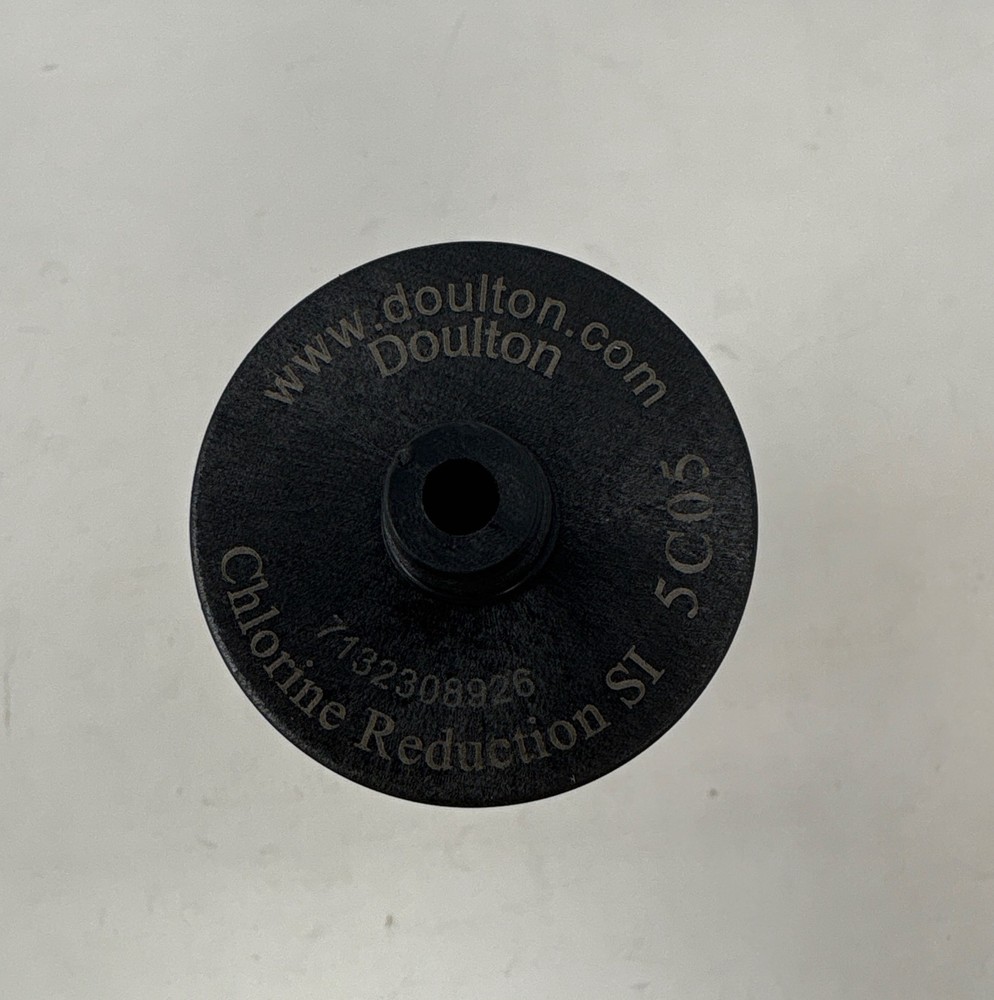 www.doulton.com
Doulton
5C05
7132308926
Chlorine Reduction SI